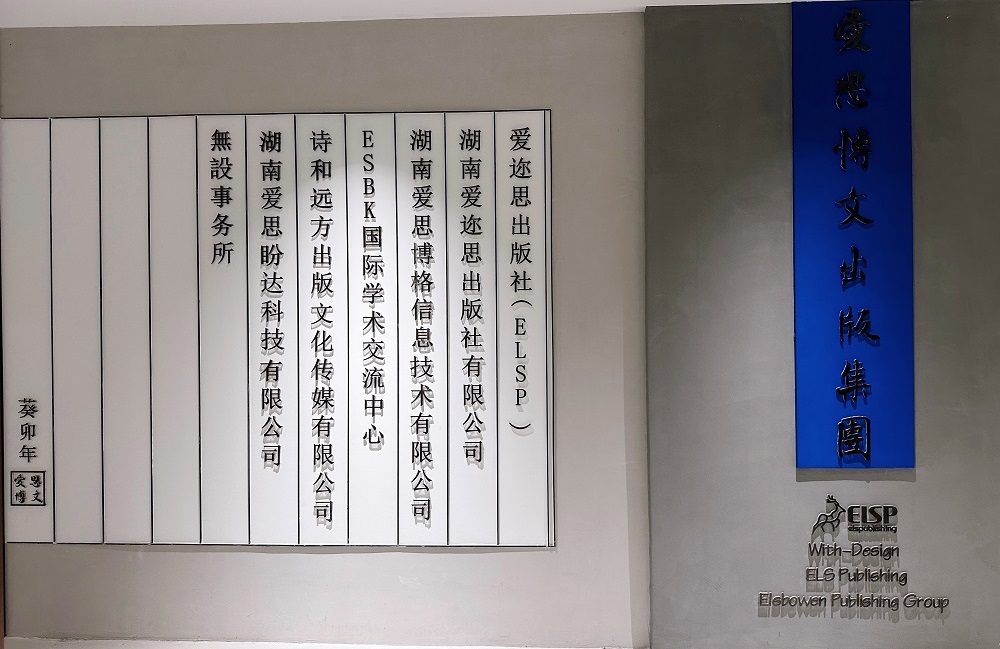 愛思博文出版集團
ELSP
elspublishing
With-Design
ELS Publishing
Elsbowen Publishing Group
爱迩思出版社(ELSP)
湖南爱迩思出版社有限公司
湖南爱思博格信息技术有限公司
ESBK国际学术交流中心
诗和远方出版文化传媒有限公司
湖南爱思盼达科技有限公司
無設事务所
癸卯年
愛思博文